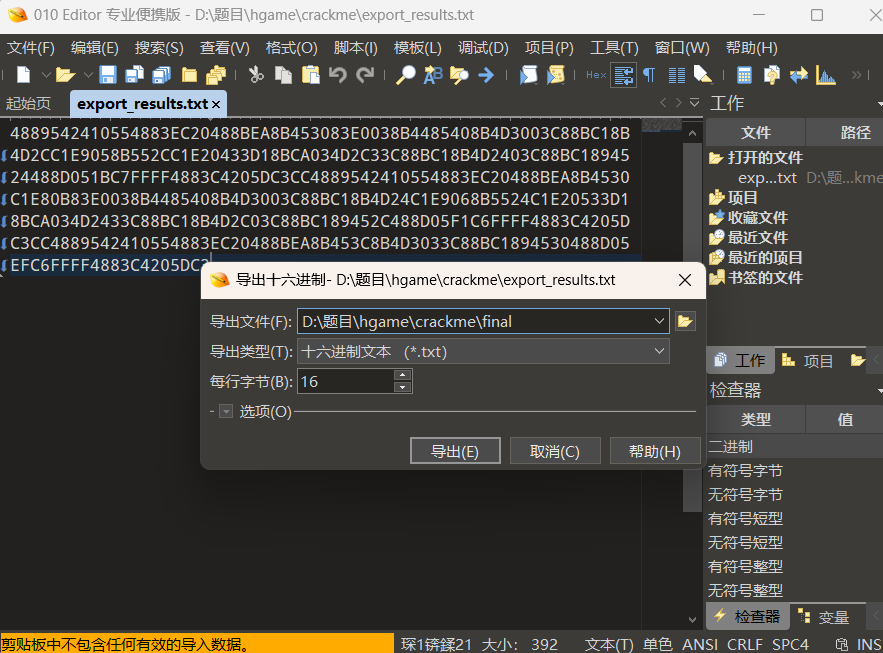 010 Editor 专业便携版 - D:\题目\hgame\crackme\export_results.txt
文件(F) 编辑(E) 搜索(S) 查看(V) 格式(O) 脚本(I) 模板(L) 调试(D) 项目(P) 工具(T) 窗口(W) 帮助(H)
Hex
起始页 export_results.txt × 工作
4889542410554883EC20488BEA8B453083E0038B4485408B4D3003C88BC18B
4D2CC1E9058B552CC1E20433D18BCA034D2C33C88BC18B4D2403C88BC18945
24488D051BC7FFFF4883C4205DC3CC4889542410554883EC20488BEA8B4530
C1E80B83E0038B4485408B4D3003C88BC18B4D24C1E9068B5524C1E20533D1
8BCA034D2433C88BC18B4D2C03C88BC189452C488D05F1C6FFFF4883C4205D
C3CC4889542410554883EC20488BEA8B453C8B4D3033C88BC1894530488D05
EFC6FFFF4883C4205DC3
文件 路径
打开的文件
exp...txt D:\题...kme
项目
收藏文件
最近文件
最近的项目
书签的文件
导出十六进制- D:\题目\hgame\crackme\export_results.txt
导出文件(F): D:\题目\hgame\crackme\final
导出类型(T): 十六进制文本 (*.txt)
每行字节(B): 16
选项(O)
导出(E) 取消(C) 帮助(H)
工作 项目
检查器
类型 值
二进制
有符号字节
无符号字节
有符号短型
无符号短型
有符号整型
无符号整型
检查器 变量
剪贴板中不包含任何有效的导入数据。 琛1锛鍒21 大小: 392 文本(T) 单色 ANSI CRLF SPC4 INS